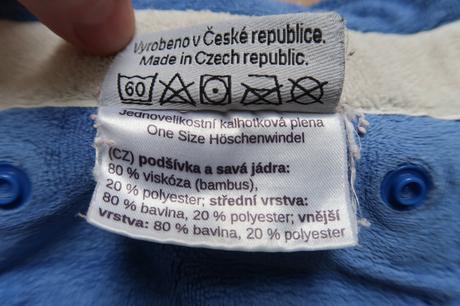 Vyrobeno v České republice.
Made in Czech republic.
60
Jednovelikostní kalhotková plena
One Size Höschenwindel
(CZ) podšívka a savá jádra:
80 % viskóza (bambus),
20 % polyester; střední vrstva:
80 % bavlna, 20 % polyester; vnější
vrstva: 80 % bavlna, 20 % polyester